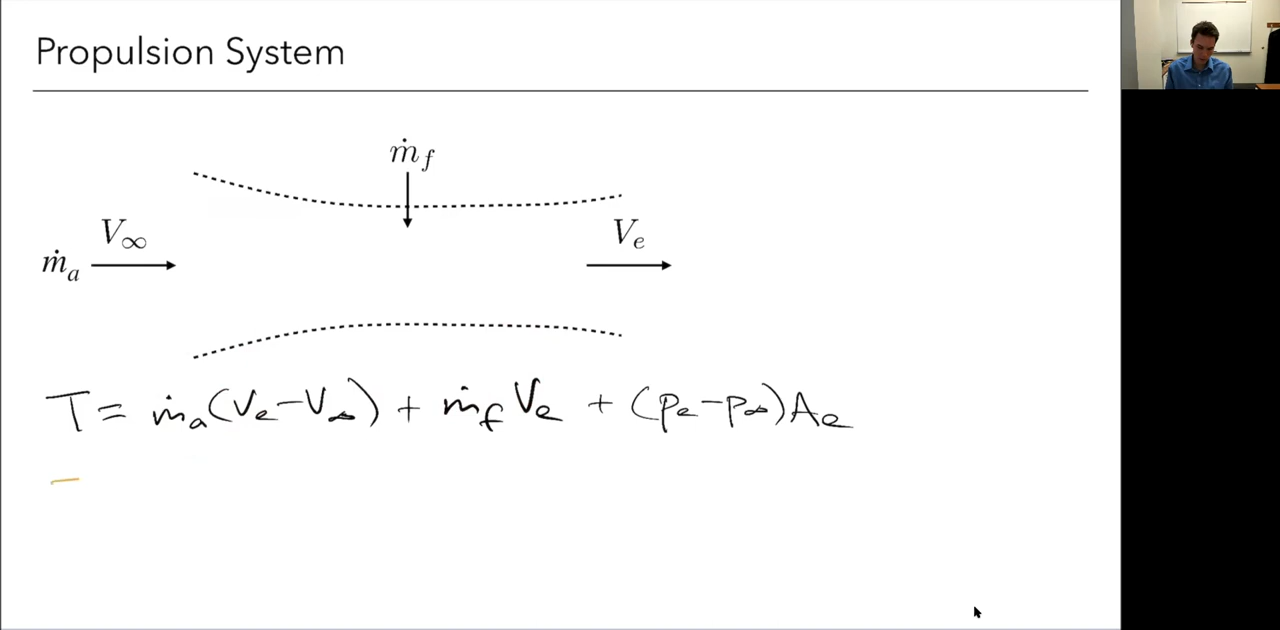 Propulsion System
ṁ_f
V_∞
V_e
ṁ_a
T = ṁ_a(V_e - V_∞) + ṁ_f V_e + (p_e - p_∞)A_e